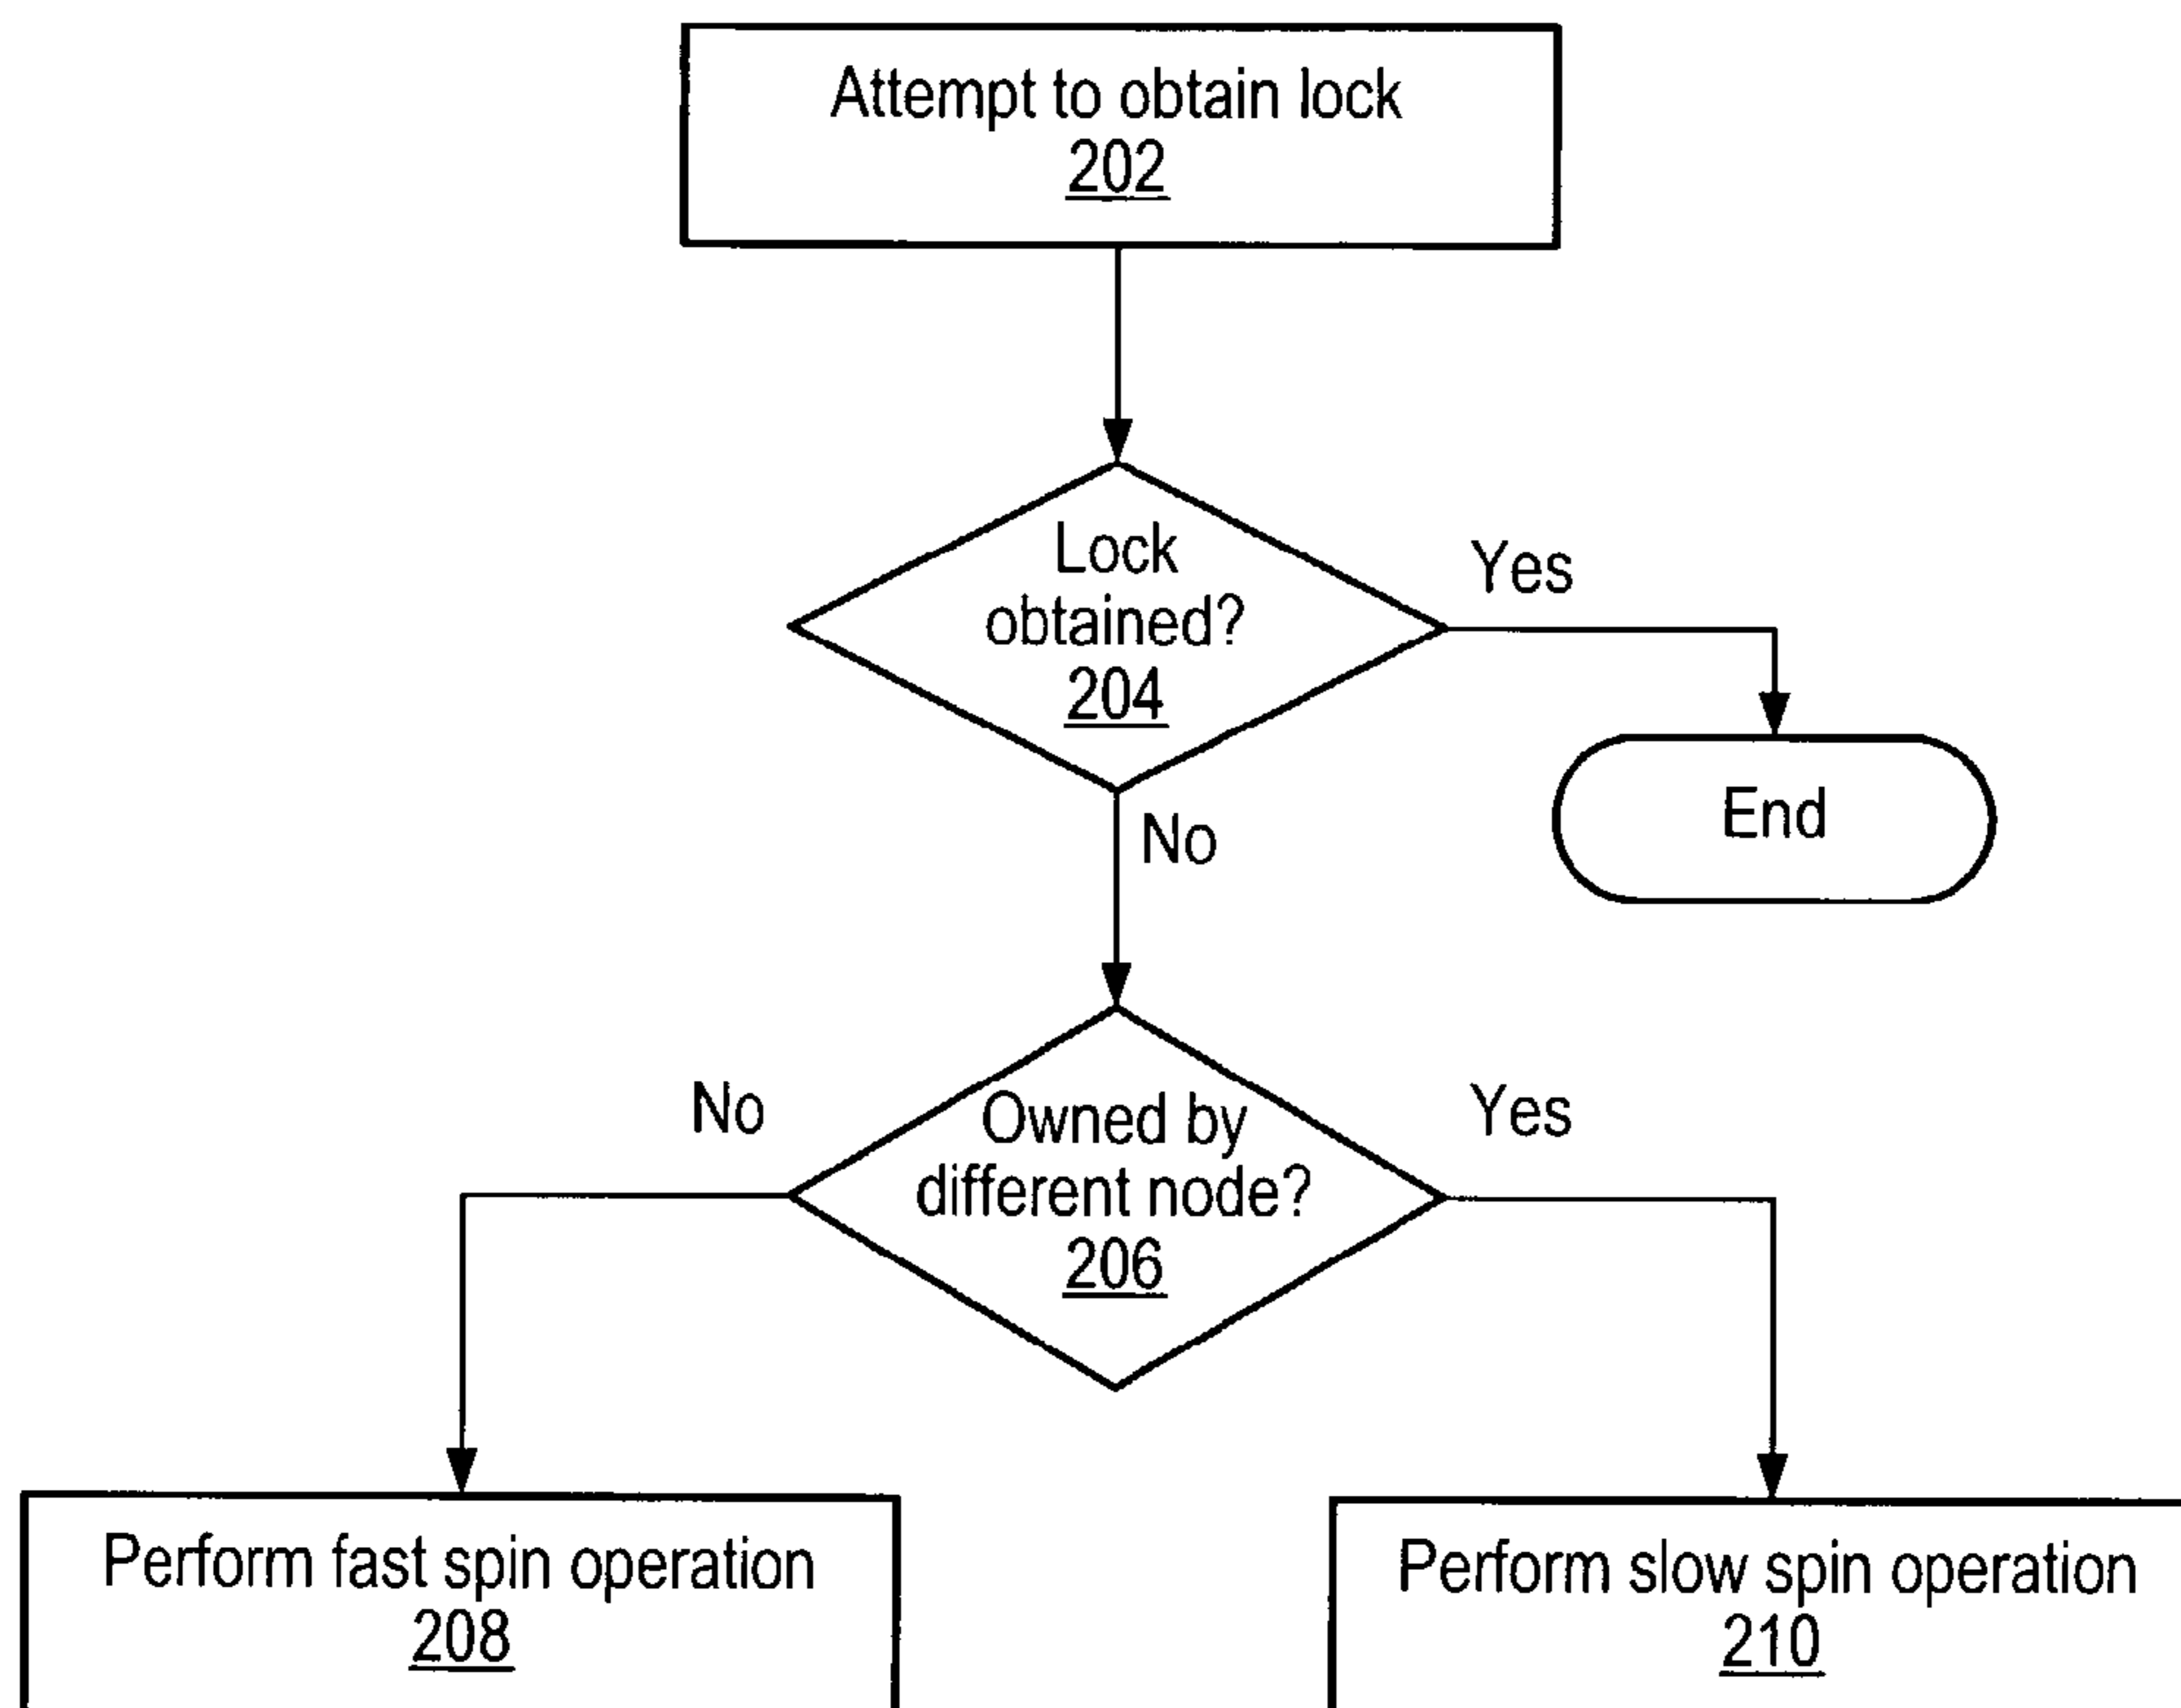 Attempt to obtain lock
202
Lock
obtained?
204
Yes
End
No
Owned by
different node?
206
No
Yes
Perform fast spin operation
208
Perform slow spin operation
210